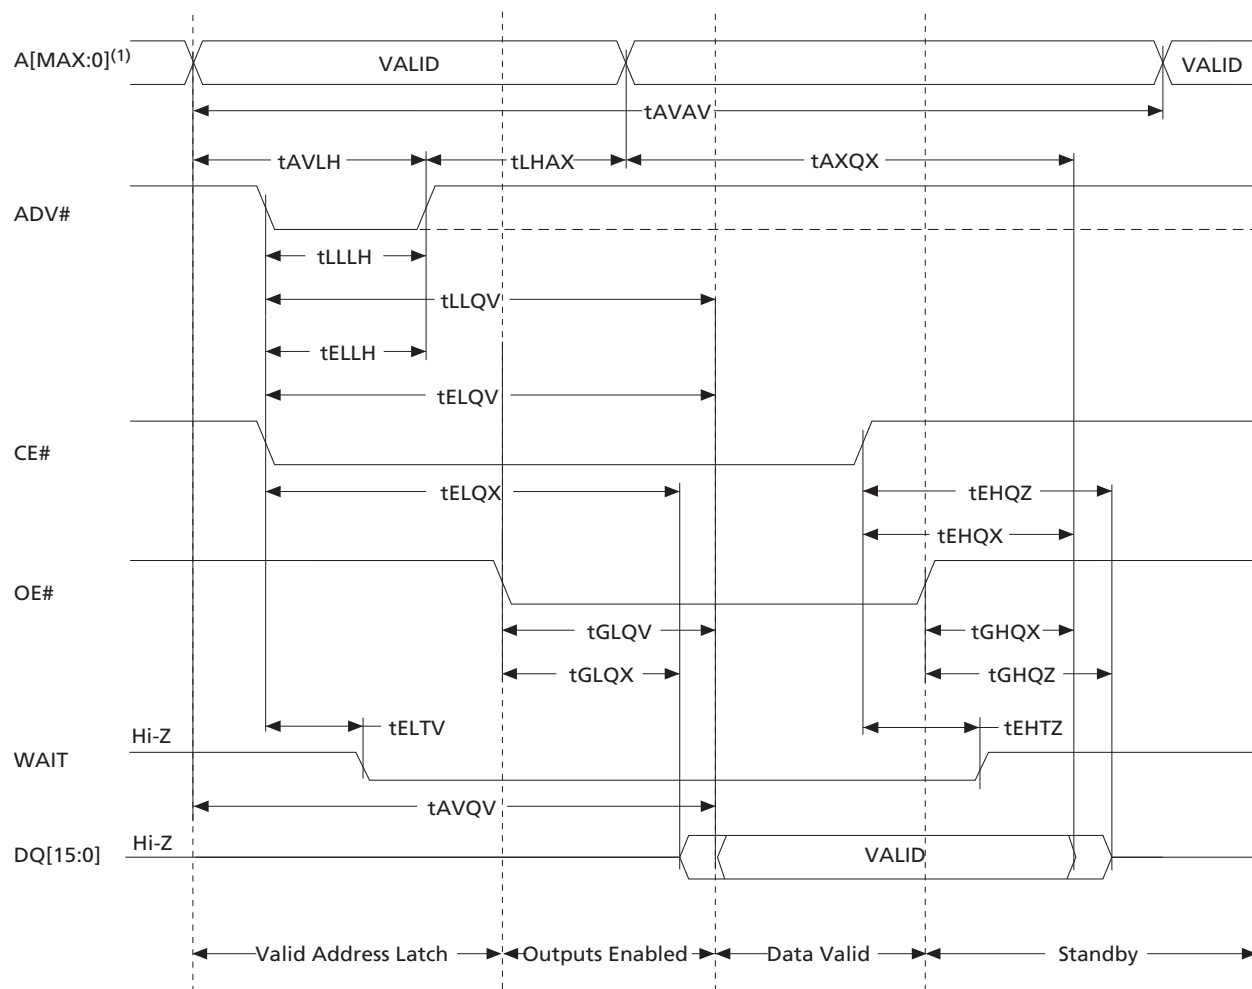 A[MAX:0](1)
VALID
VALID
tAVAV
tAVLH
tLHAX
tAXQX
ADV#
tLLLH
tLLQV
tELLH
tELQV
CE#
tELQX
tEHQZ
tEHQX
OE#
tGLQV
tGHQX
tGLQX
tGHQZ
tELTV
tEHTZ
Hi-Z
WAIT
tAVQV
Hi-Z
DQ[15:0]
VALID
Valid Address Latch
Outputs Enabled
Data Valid
Standby